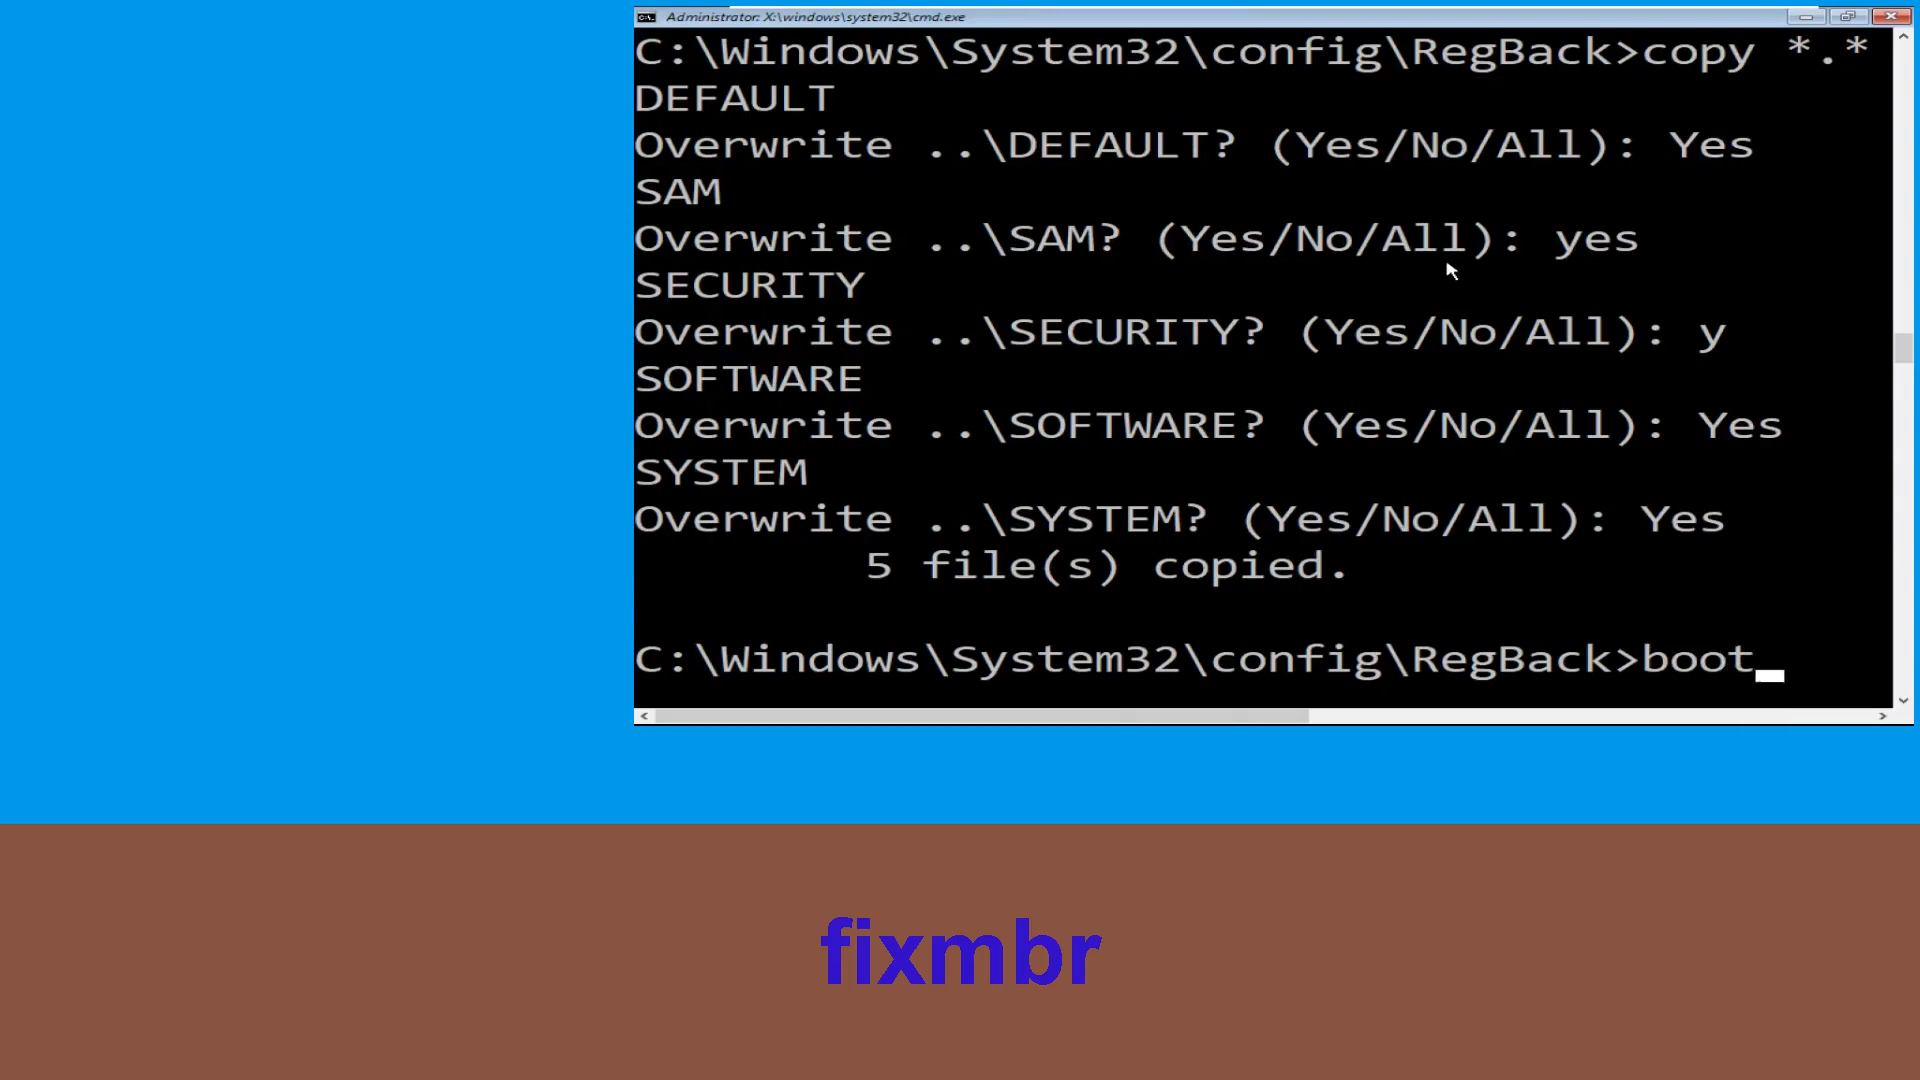 Administrator: X:\windows\system32\cmd.exe
C:\Windows\System32\config\RegBack>copy *.*
DEFAULT
Overwrite ..\DEFAULT? (Yes/No/All): Yes
SAM
Overwrite ..\SAM? (Yes/No/All): yes
SECURITY
Overwrite ..\SECURITY? (Yes/No/All): y
SOFTWARE
Overwrite ..\SOFTWARE? (Yes/No/All): Yes
SYSTEM
Overwrite ..\SYSTEM? (Yes/No/All): Yes
5 file(s) copied.
C:\Windows\System32\config\RegBack>boot
fixmbr